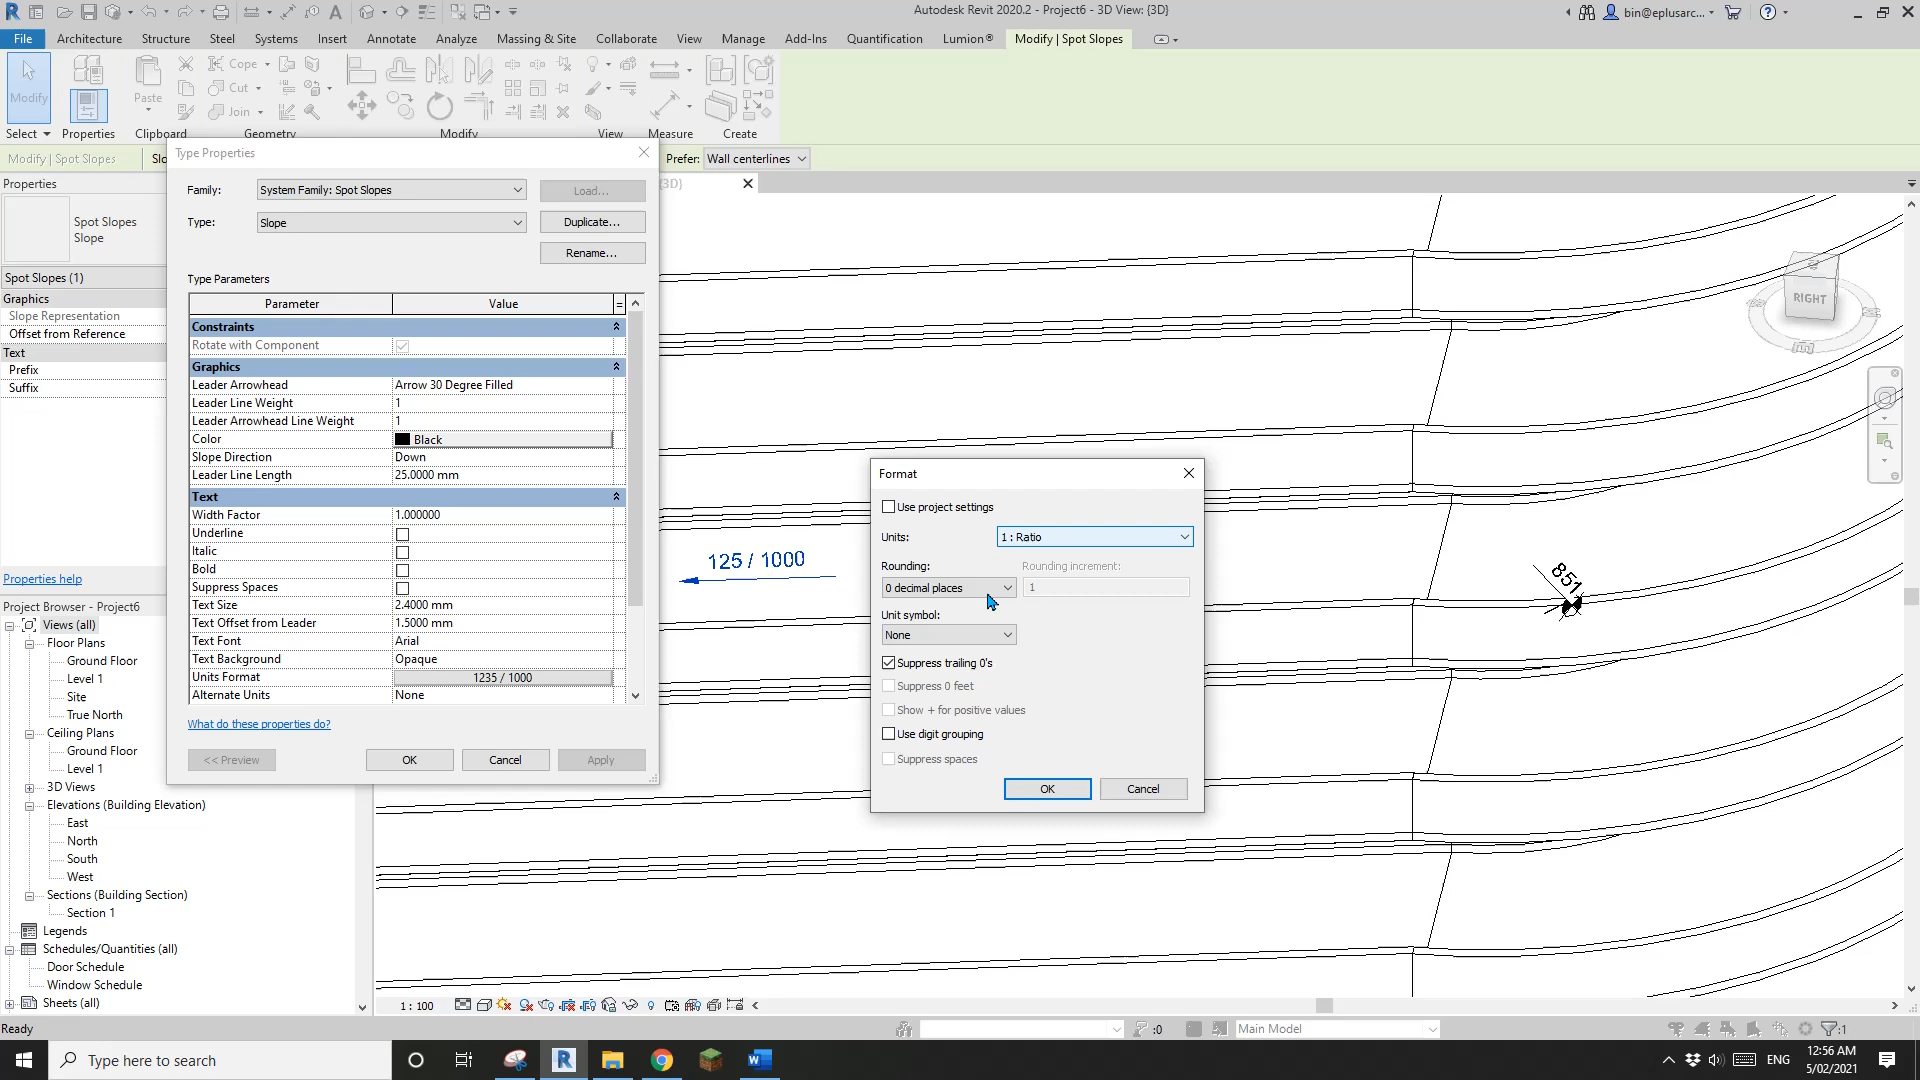 Autodesk Revit 2020.2 - Project6 - 3D View: {3D}
bin@eplusarc...
File
Architecture
Structure
Steel
Systems
Insert
Annotate
Analyze
Massing & Site
Collaborate
View
Manage
Add-Ins
Quantification
Lumion®
Modify | Spot Slopes
Modify
Paste
Cope
Cut
Join
Select
Properties
Clipboard
Geometry
Modify
View
Measure
Create
Modify | Spot Slopes
Slo
Prefer:
Wall centerlines
Properties
Spot Slopes
Slope
Spot Slopes (1)
Graphics
Slope Representation
Offset from Reference
Text
Prefix
Suffix
Properties help
Project Browser - Project6
Views (all)
Floor Plans
Ground Floor
Level 1
Site
True North
Ceiling Plans
Ground Floor
Level 1
3D Views
Elevations (Building Elevation)
East
North
South
West
Sections (Building Section)
Section 1
Legends
Schedules/Quantities (all)
Door Schedule
Window Schedule
Sheets (all)
Type Properties
Family:
System Family: Spot Slopes
Load...
Type:
Slope
Duplicate...
Rename...
Type Parameters
Parameter
Value
=
Constraints
Rotate with Component
Graphics
Leader Arrowhead
Arrow 30 Degree Filled
Leader Line Weight
1
Leader Arrowhead Line Weight
1
Color
Black
Slope Direction
Down
Leader Line Length
25.0000 mm
Text
Width Factor
1.000000
Underline
Italic
Bold
Suppress Spaces
Text Size
2.4000 mm
Text Offset from Leader
1.5000 mm
Text Font
Arial
Text Background
Opaque
Units Format
1235 / 1000
Alternate Units
None
What do these properties do?
<< Preview
OK
Cancel
Apply
{3D}
125 / 1000
851
RIGHT
Format
Use project settings
Units:
1 : Ratio
Rounding:
Rounding increment:
0 decimal places
1
Unit symbol:
None
Suppress trailing 0's
Suppress 0 feet
Show + for positive values
Use digit grouping
Suppress spaces
OK
Cancel
1 : 100
Ready
:0
Main Model
:1
Type here to search
ENG
12:56 AM
5/02/2021